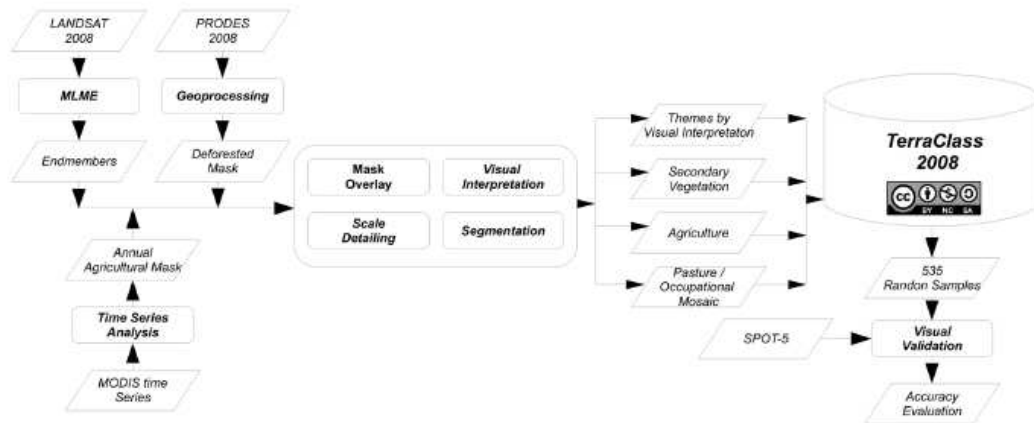 LANDSAT
2008
PRODES
2008
MLME
Geoprocessing
Endmembers
Deforested
Mask
Annual
Agricultural Mask
Time Series
Analysis
MODIS time
Series
Mask
Overlay
Visual
Interpretation
Scale
Detailing
Segmentation
Themes by
Visual Interpretaton
Secondary
Vegetation
Agriculture
Pasture /
Occupational
Mosaic
TerraClass
2008
cc
BY NC SA
535
Randon Samples
SPOT-5
Visual
Validation
Accuracy
Evaluation